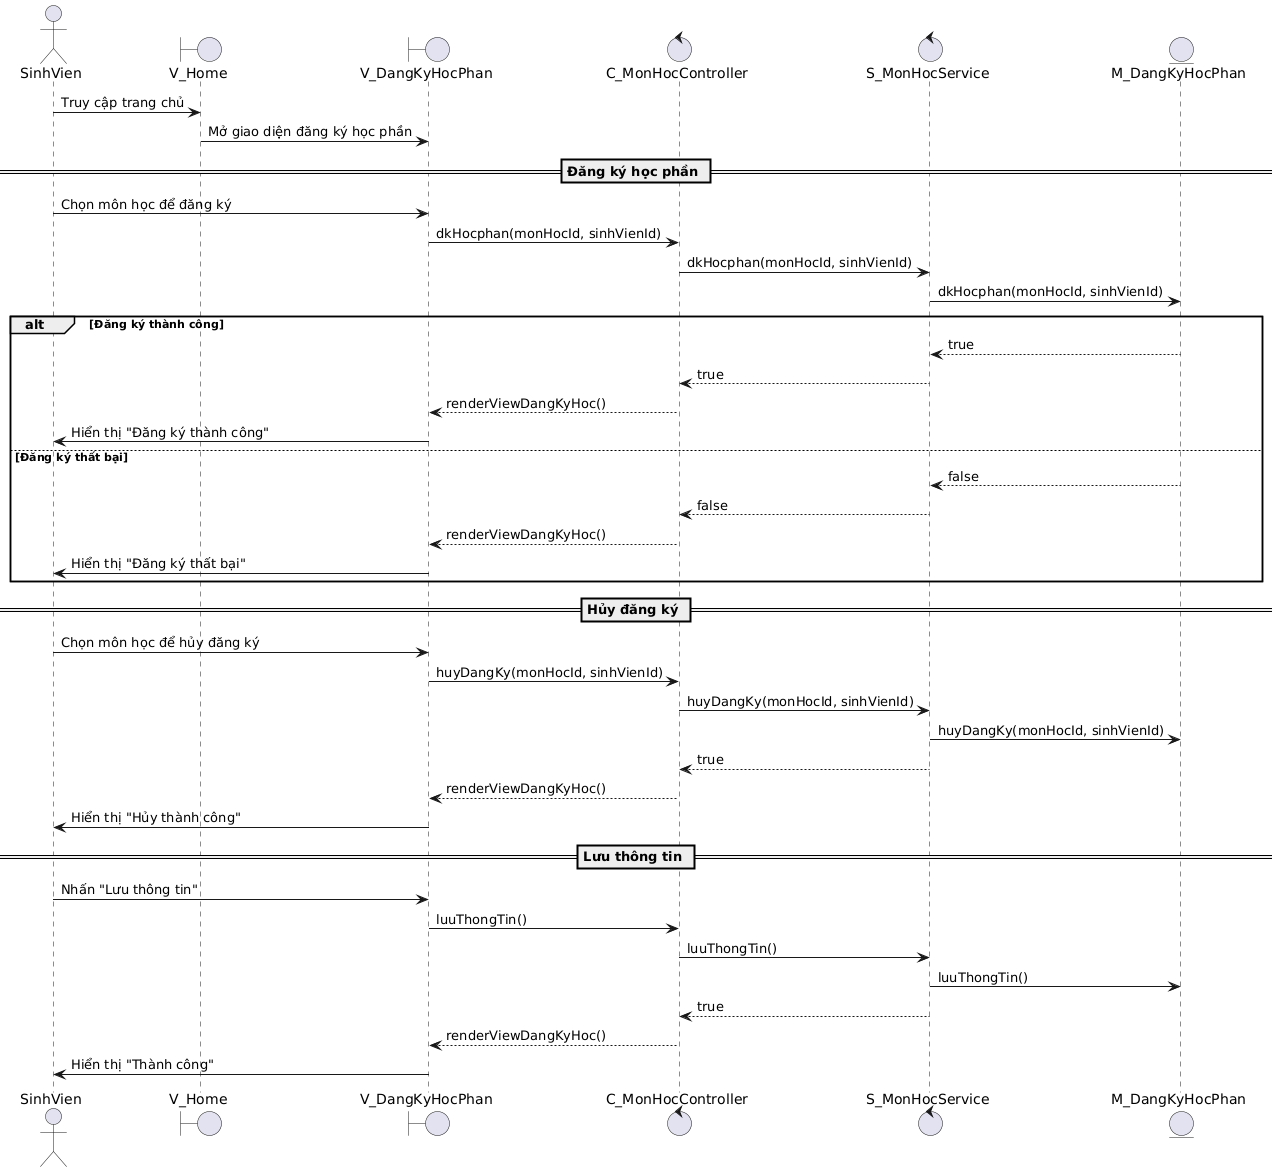 SinhVien V_Home V_DangKyHocPhan C_MonHocController S_MonHocService M_DangKyHocPhan
Truy cập trang chủ
Mở giao diện đăng ký học phần
Đăng ký học phần
Chọn môn học để đăng ký
dkHocphan(monHocId, sinhVienId)
dkHocphan(monHocId, sinhVienId)
dkHocphan(monHocId, sinhVienId)
alt [Đăng ký thành công]
true
true
renderViewDangKyHoc()
Hiển thị "Đăng ký thành công"
[Đăng ký thất bại]
false
false
renderViewDangKyHoc()
Hiển thị "Đăng ký thất bại"
Hủy đăng ký
Chọn môn học để hủy đăng ký
huyDangKy(monHocId, sinhVienId)
huyDangKy(monHocId, sinhVienId)
huyDangKy(monHocId, sinhVienId)
true
renderViewDangKyHoc()
Hiển thị "Hủy thành công"
Lưu thông tin
Nhấn "Lưu thông tin"
luuThongTin()
luuThongTin()
luuThongTin()
true
renderViewDangKyHoc()
Hiển thị "Thành công"
SinhVien V_Home V_DangKyHocPhan C_MonHocController S_MonHocService M_DangKyHocPhan